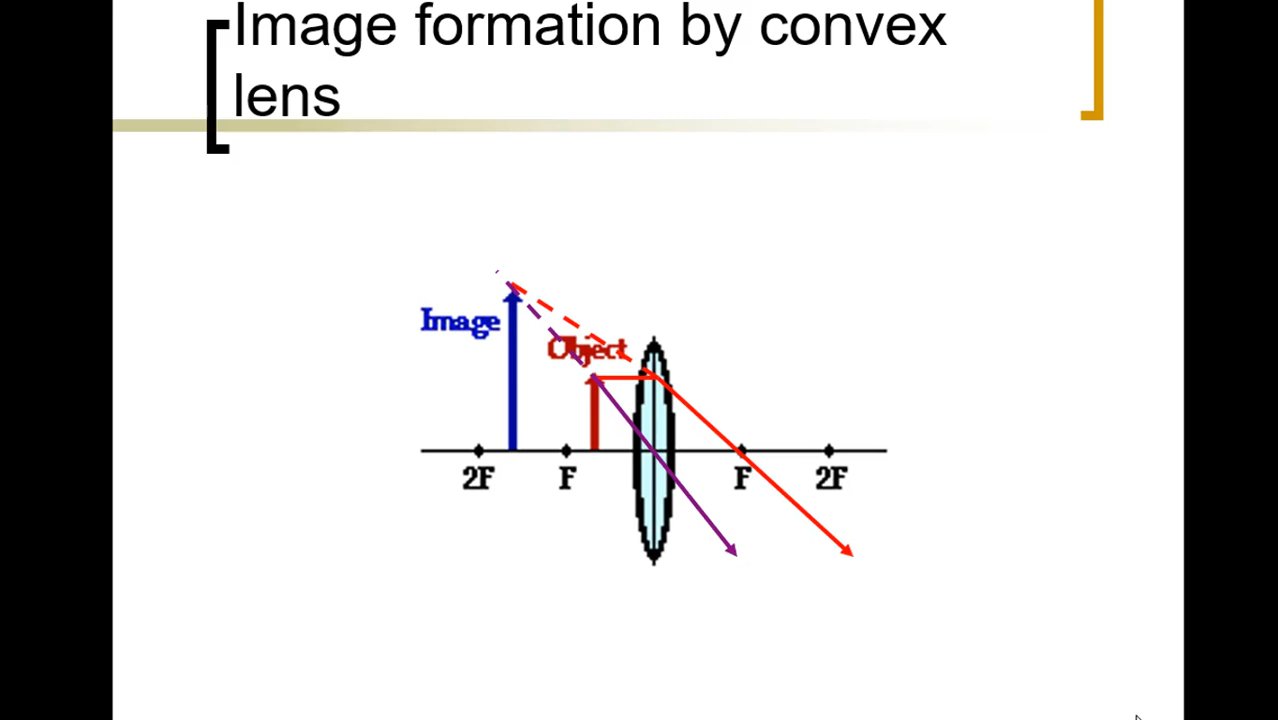 Image formation by convex
lens
Image
Object
2F
F
F
2F